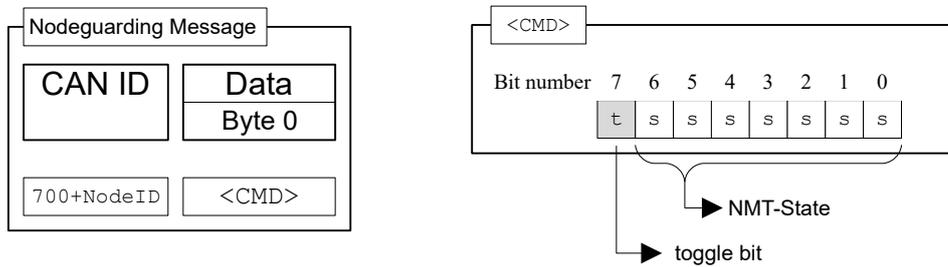 Nodeguarding Message
CAN ID Data
Byte 0
700+NodeID <CMD>
<CMD>
Bit number 7 6 5 4 3 2 1 0
t s s s s s s s
NMT-State
toggle bit